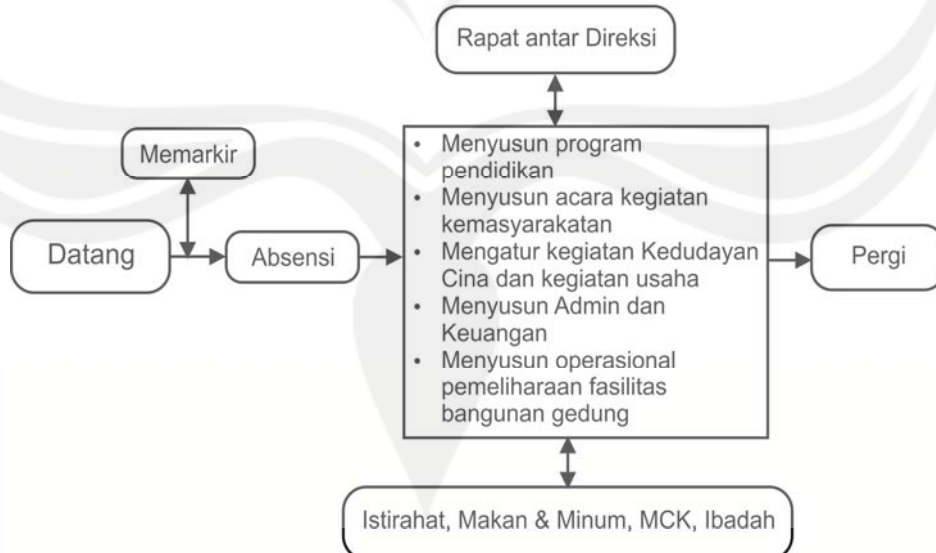 Rapat antar Direksi
Memarkir
Datang
Absensi
• Menyusun program
pendidikan
• Menyusun acara kegiatan
kemasyarakatan
• Mengatur kegiatan Kedudayan
Cina dan kegiatan usaha
• Menyusun Admin dan
Keuangan
• Menyusun operasional
pemeliharaan fasilitas
bangunan gedung
Pergi
Istirahat, Makan & Minum, MCK, Ibadah